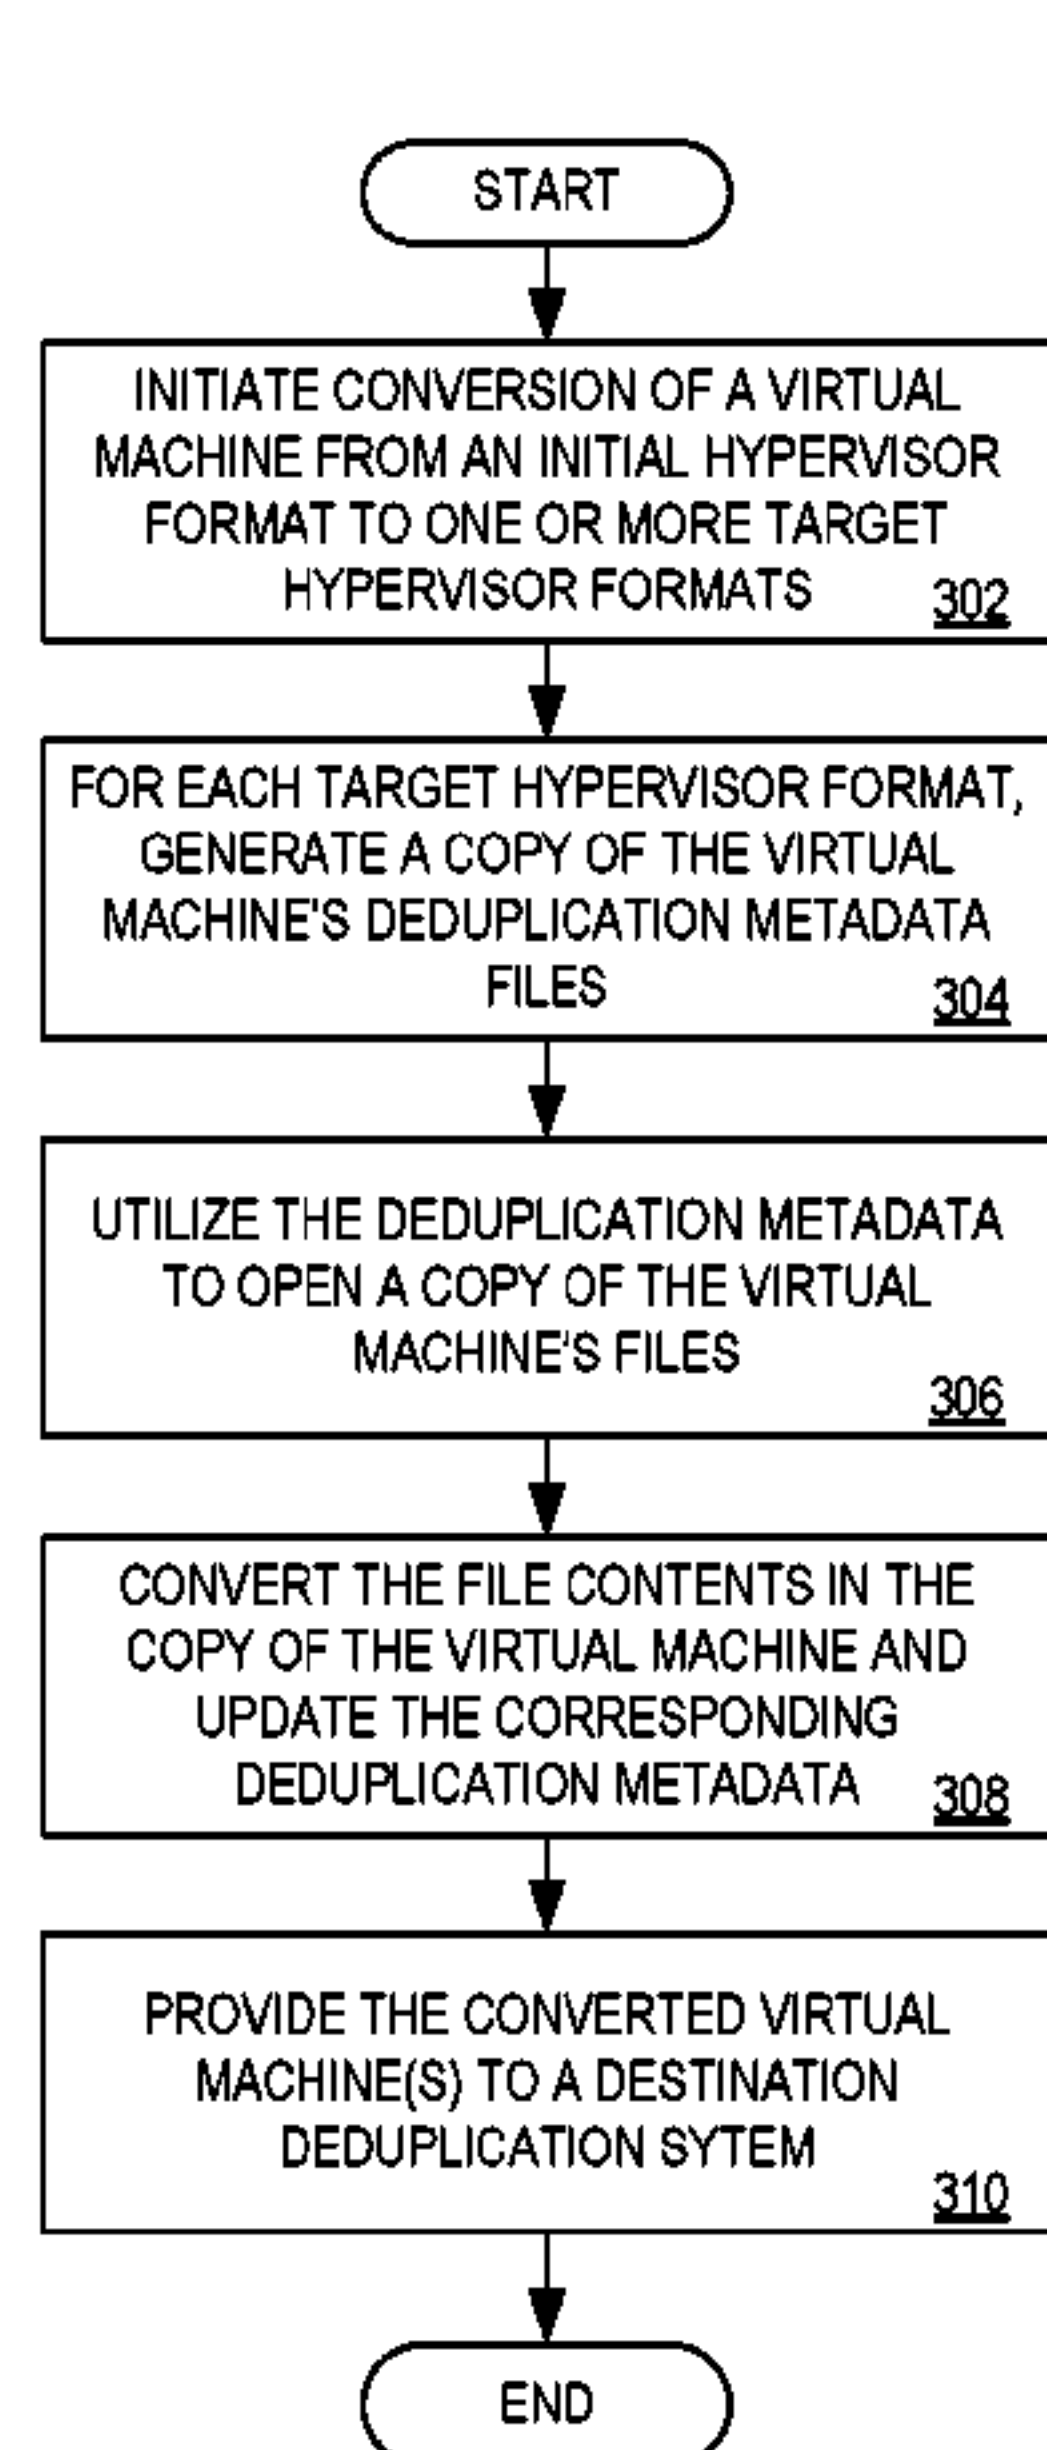 START
INITIATE CONVERSION OF A VIRTUAL
MACHINE FROM AN INITIAL HYPERVISOR
FORMAT TO ONE OR MORE TARGET
HYPERVISOR FORMATS
302
FOR EACH TARGET HYPERVISOR FORMAT,
GENERATE A COPY OF THE VIRTUAL
MACHINE'S DEDUPLICATION METADATA
FILES
304
UTILIZE THE DEDUPLICATION METADATA
TO OPEN A COPY OF THE VIRTUAL
MACHINE'S FILES
306
CONVERT THE FILE CONTENTS IN THE
COPY OF THE VIRTUAL MACHINE AND
UPDATE THE CORRESPONDING
DEDUPLICATION METADATA
308
PROVIDE THE CONVERTED VIRTUAL
MACHINE(S) TO A DESTINATION
DEDUPLICATION SYTEM
310
END